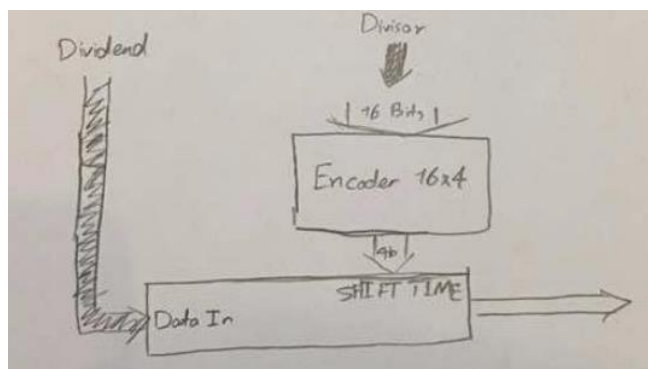 Dividend
Divisor
16 Bits
Encoder 16x4
4b
SHIFT TIME
Data In